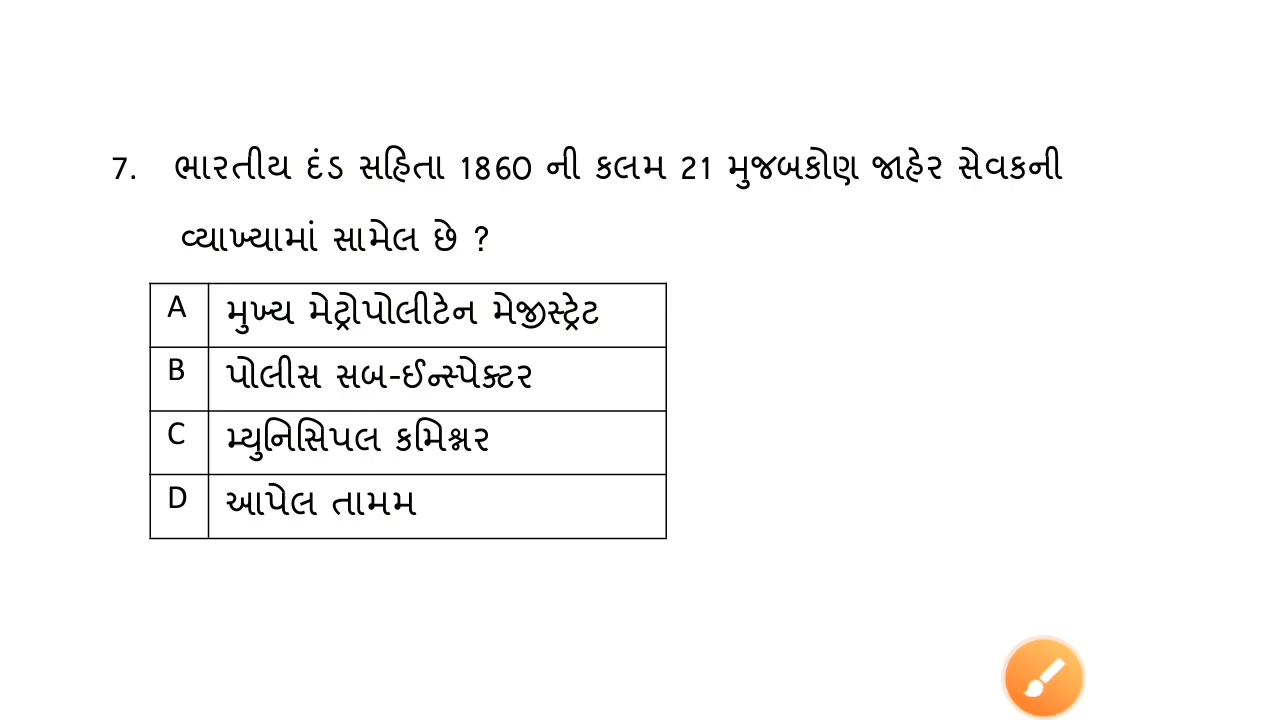 7. ભારતીય દંડ સહિતા 1860 ની કલમ 21 મુજબકોણ જાહેર સેવકની
વ્યાખ્યામાં સામેલ છે ?
A મુખ્ય મેટ્રોપોલીટેન મેજીસ્ટ્રેટ
B પોલીસ સબ-ઈન્સ્પેક્ટર
C મ્યુનિસિપલ કમિશ્નર
D આપેલ તામમ